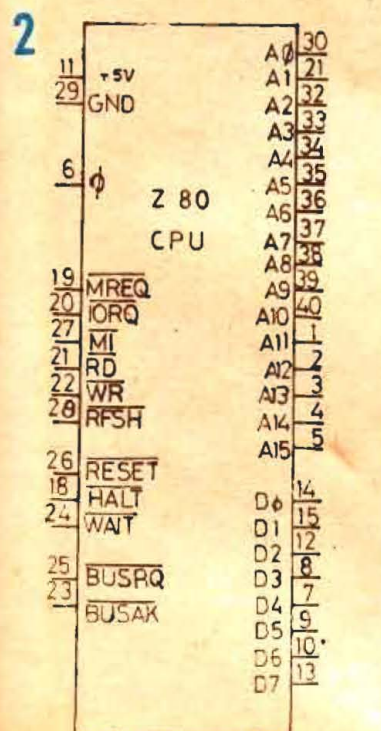 2
11 +5V
29 GND
6 ϕ
Z 80
CPU
19 MREQ
20 IORQ
27 MI
21 RD
22 WR
28 RFSH
26 RESET
18 HALT
24 WAIT
25 BUSRQ
23 BUSAK
AØ 30
A1 21
A2 32
A3 33
A4 34
A5 35
A6 36
A7 37
A8 38
A9 39
A10 40
A11 1
A12 2
A13 3
A14 4
A15 5
Dϕ 14
D1 15
D2 12
D3 8
D4 7
D5 9
D6 10
D7 13